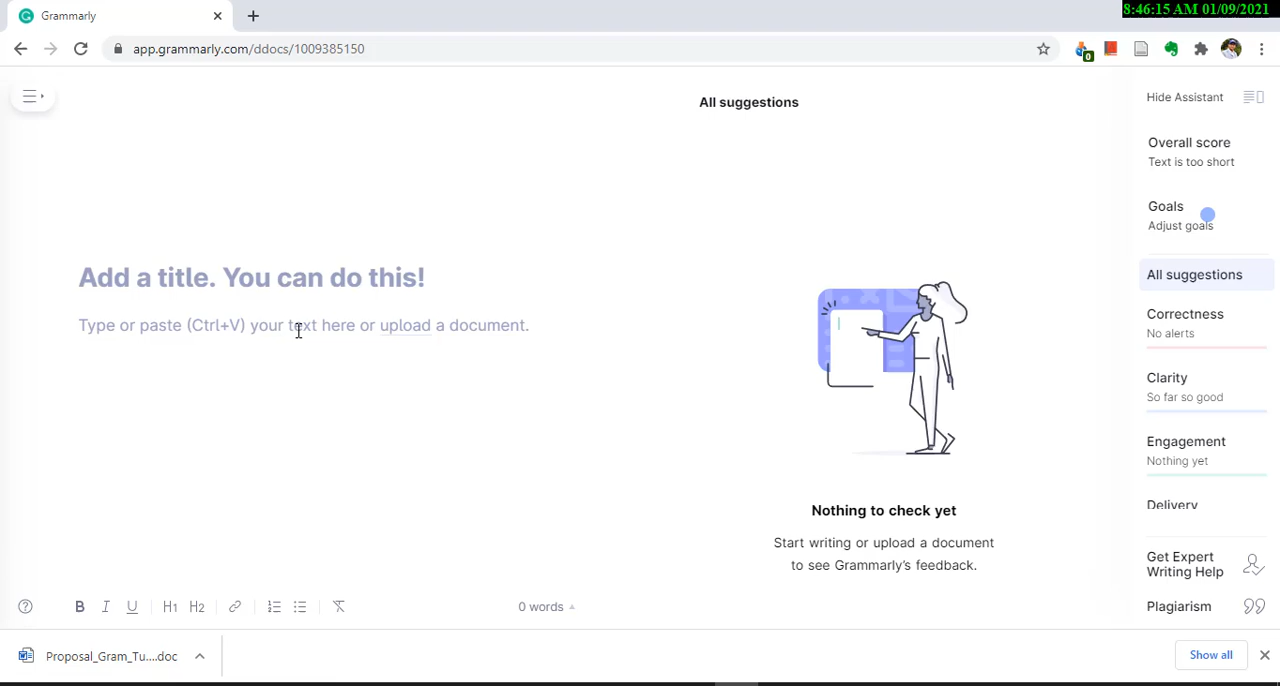 8:46:15 AM 01/09/2021
Grammarly
app.grammarly.com/ddocs/1009385150
0
All suggestions
Hide Assistant
Overall score
Text is too short
Goals
Adjust goals
Add a title. You can do this!
Type or paste (Ctrl+V) your text here or upload a document.
All suggestions
Correctness
No alerts
Clarity
So far so good
Engagement
Nothing yet
Delivery
Nothing to check yet
Start writing or upload a document
to see Grammarly's feedback.
Get Expert
Writing Help
Plagiarism
B I U H1 H2
0 words
Proposal_Gram_Tu....doc
Show all